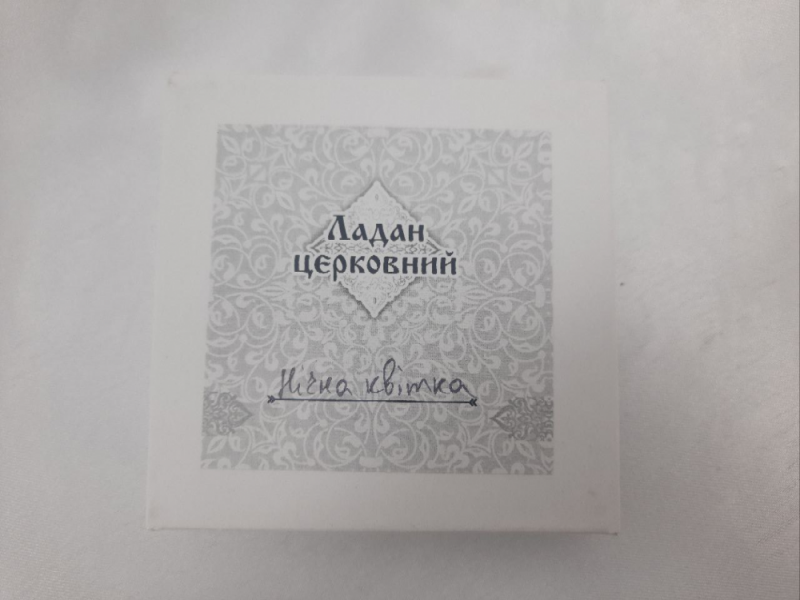 Ладан
церковний
Нічна квітка